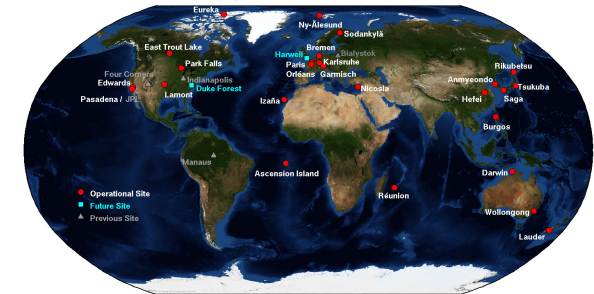 Eureka
Ny-Ålesund
Sodankylä
East Trout Lake
Bremen
Harwell
Bialystok
Park Falls
Paris
Karlsruhe
Rikubetsu
Four Corners
Indianapolis
Orléans
Garmisch
Edwards
Anmyeondo
Duke Forest
Nicosia
Tsukuba
Lamont
Pasadena / JPL
Izaña
Hefei
Saga
Burgos
Manaus
Ascension Island
Darwin
Operational Site
Réunion
Future Site
Wollongong
Previous Site
Lauder